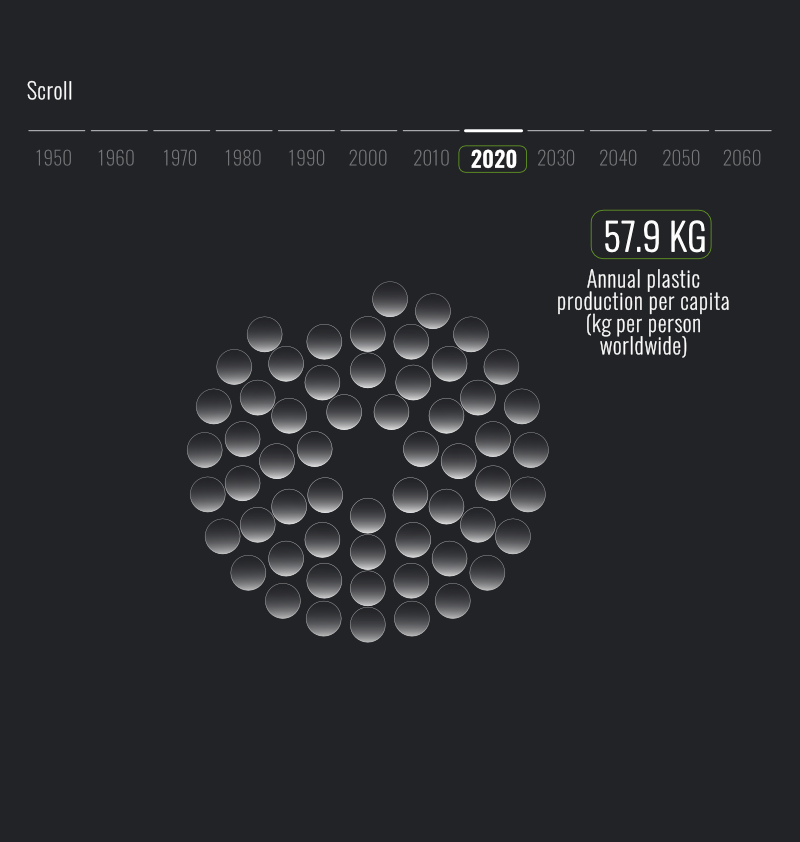 Scroll
1950 1960 1970 1980 1990 2000 2010 2020 2030 2040 2050 2060
57.9 KG
Annual plastic
production per capita
(kg per person
worldwide)